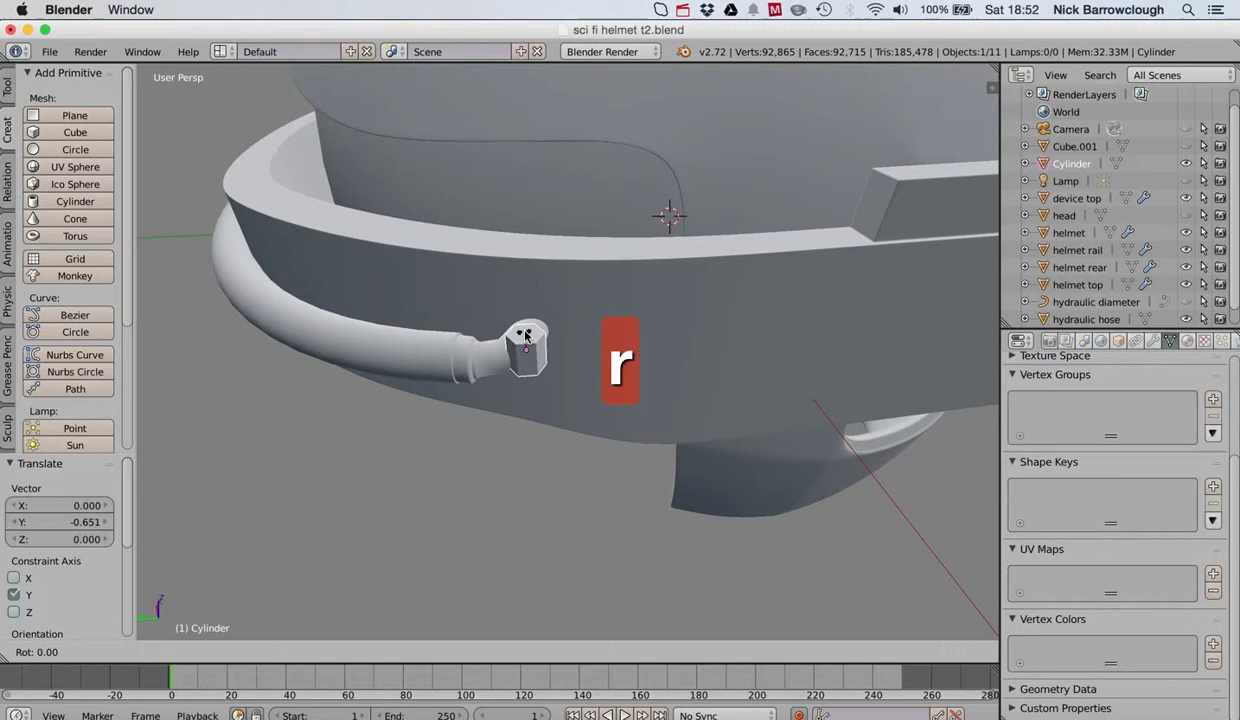 Blender Window 100% Sat 18:52 Nick Barrowclough
sci fi helmet t2.blend
File Render Window Help Default Scene Blender Render v2.72 | Verts:92,865 | Faces:92,715 | Tris:185,478 | Objects:1/11 | Lamps:0/0 | Mem:32.33M | Cylinder
Add Primitive
Mesh:
Plane
Cube
Circle
UV Sphere
Ico Sphere
Cylinder
Cone
Torus
Grid
Monkey
Curve:
Bezier
Circle
Nurbs Curve
Nurbs Circle
Path
Lamp:
Point
Sun
Tool
Creat
Relation
Animatio
Physic
Grease Penc
Sculp
Translate
Vector
X: 0.000
Y: -0.651
Z: 0.000
Constraint Axis
X
Y
Z
Orientation
User Persp
r
z
(1) Cylinder
Rot: 0.00
View Search All Scenes
RenderLayers
World
Camera
Cube.001
Cylinder
Lamp
device top
head
helmet
helmet rail
helmet rear
helmet top
hydraulic diameter
hydraulic hose
Texture Space
Vertex Groups
Shape Keys
UV Maps
Vertex Colors
Geometry Data
Custom Properties
-40 -20 0 20 40 60 80 100 120 140 160 180 200 220 240 260 280
View Marker Frame Playback Start: 1 End: 250 1 No Sync